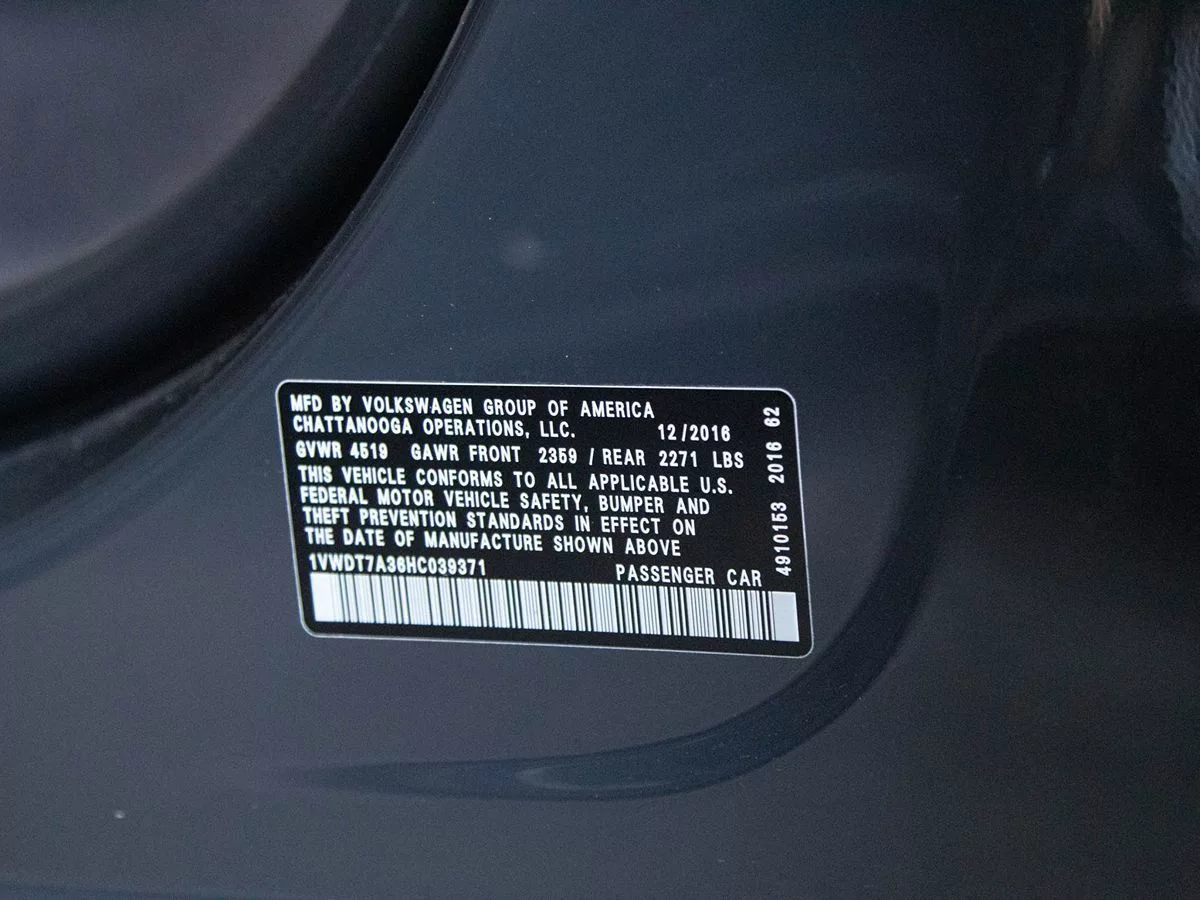 MFD BY VOLKSWAGEN GROUP OF AMERICA
CHATTANOOGA OPERATIONS, LLC. 12/2016
GVWR 4519 GAWR FRONT 2359 / REAR 2271 LBS
THIS VEHICLE CONFORMS TO ALL APPLICABLE U.S.
FEDERAL MOTOR VEHICLE SAFETY, BUMPER AND
THEFT PREVENTION STANDARDS IN EFFECT ON
THE DATE OF MANUFACTURE SHOWN ABOVE
1VWDT7A36HC039371 PASSENGER CAR
4910153 2016 62